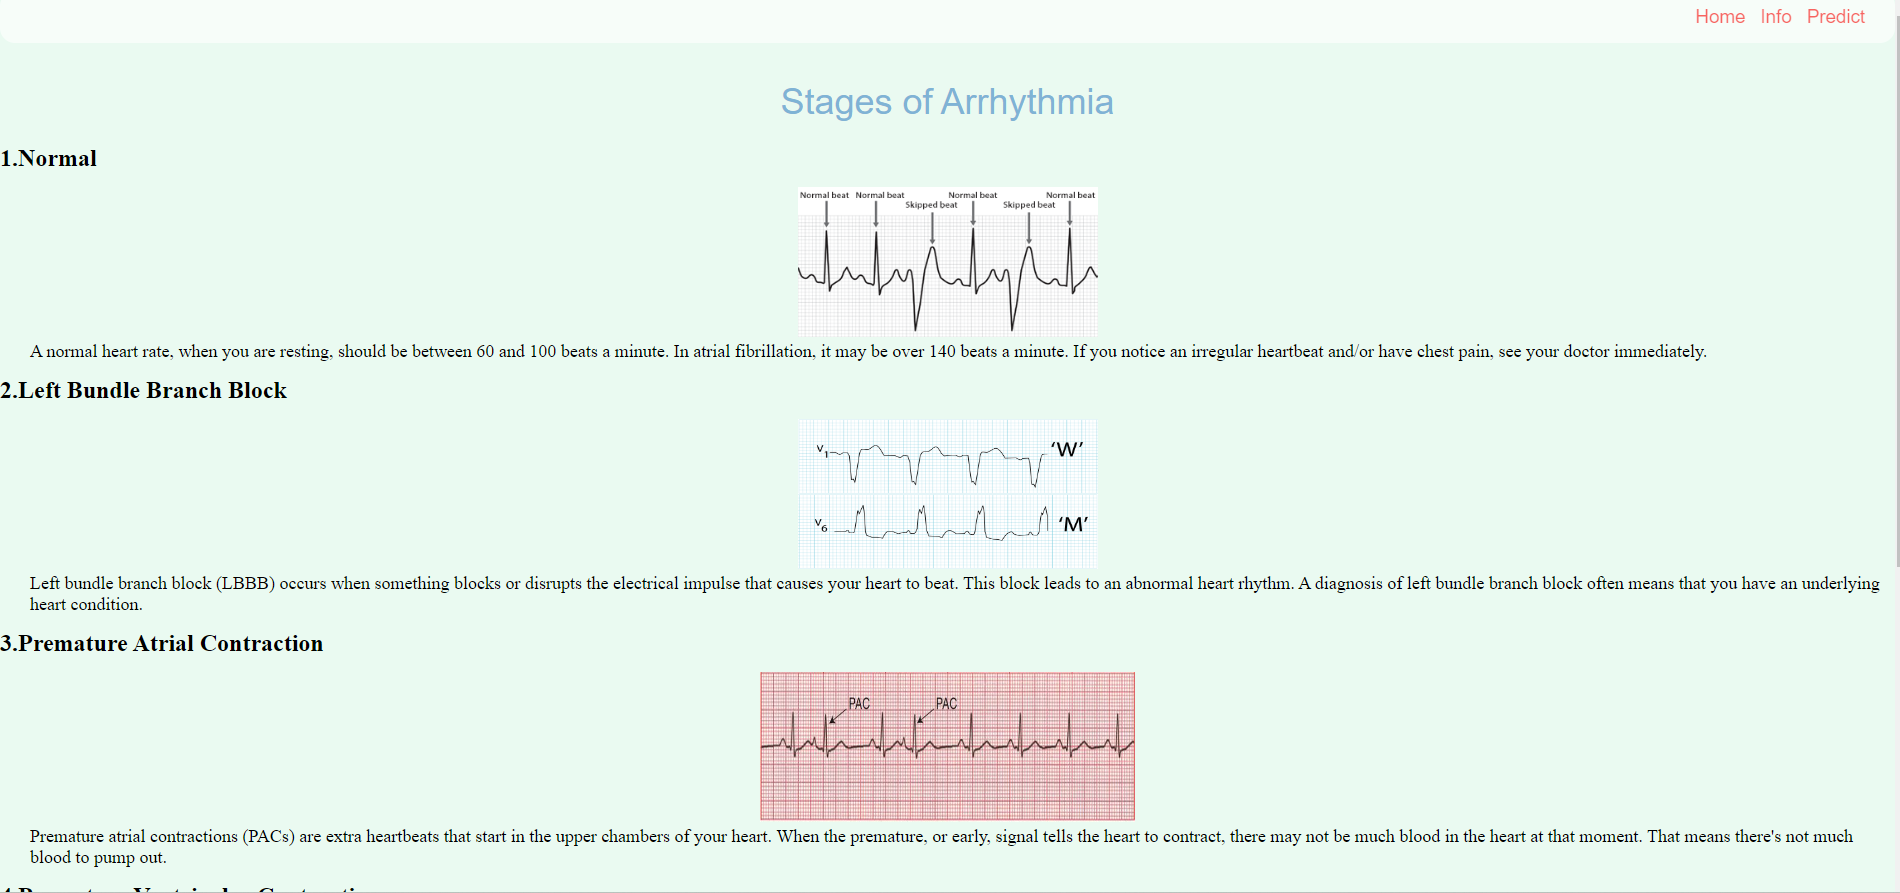 Home Info Predict
Stages of Arrhythmia
1.Normal
Normal beat Normal beat Normal beat Normal beat
Skipped beat Skipped beat
A normal heart rate, when you are resting, should be between 60 and 100 beats a minute. In atrial fibrillation, it may be over 140 beats a minute. If you notice an irregular heartbeat and/or have chest pain, see your doctor immediately.
2.Left Bundle Branch Block
V1 'W'
V6 'M'
Left bundle branch block (LBBB) occurs when something blocks or disrupts the electrical impulse that causes your heart to beat. This block leads to an abnormal heart rhythm. A diagnosis of left bundle branch block often means that you have an underlying
heart condition.
3.Premature Atrial Contraction
PAC PAC
Premature atrial contractions (PACs) are extra heartbeats that start in the upper chambers of your heart. When the premature, or early, signal tells the heart to contract, there may not be much blood in the heart at that moment. That means there's not much
blood to pump out.